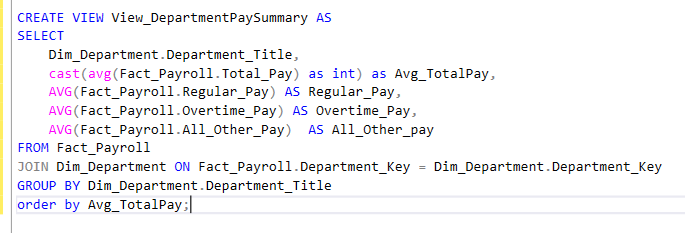 CREATE VIEW View_DepartmentPaySummary AS
SELECT
    Dim_Department.Department_Title,
    cast(avg(Fact_Payroll.Total_Pay) as int) as Avg_TotalPay,
    AVG(Fact_Payroll.Regular_Pay) AS Regular_Pay,
    AVG(Fact_Payroll.Overtime_Pay) AS Overtime_Pay,
    AVG(Fact_Payroll.All_Other_Pay)  AS All_Other_pay
FROM Fact_Payroll
JOIN Dim_Department ON Fact_Payroll.Department_Key = Dim_Department.Department_Key
GROUP BY Dim_Department.Department_Title
order by Avg_TotalPay;